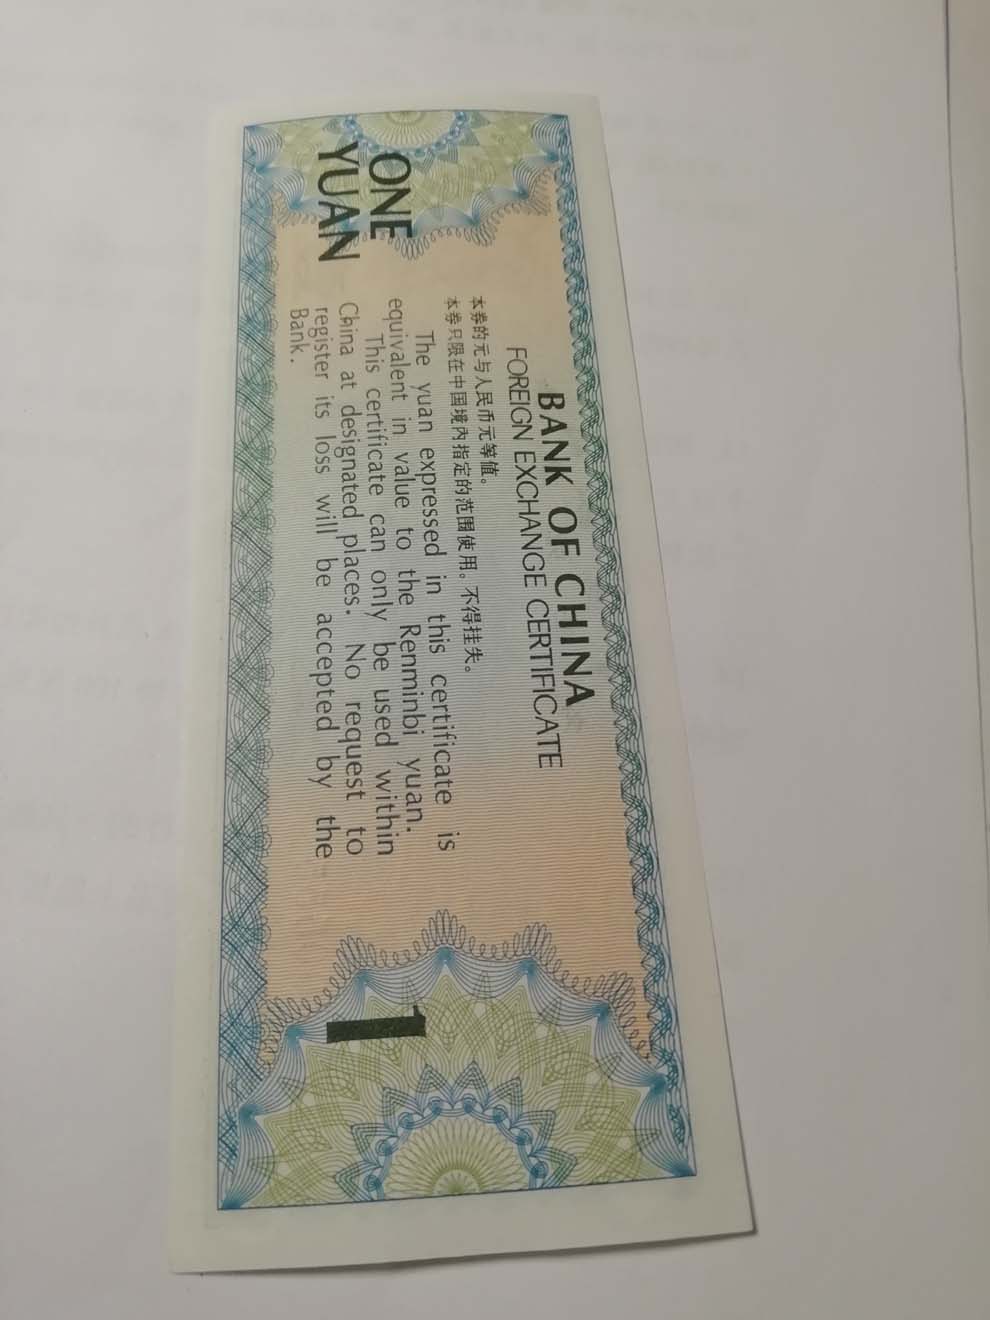 BANK OF CHINA
FOREIGN EXCHANGE CERTIFICATE
本券的元与人民币元等值。
本券只限在中国境内指定的范围使用。不得挂失。
The yuan expressed in this certificate is
equivalent in value to the Renminbi yuan.
This certificate can only be used within
China at designated places. No request to
register its loss will be accepted by the
Bank.
ONE
YUAN
1